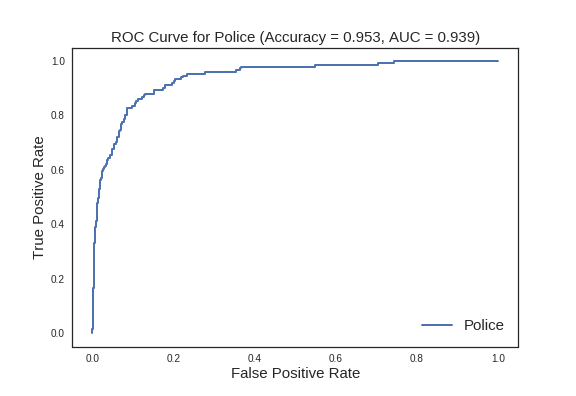 ROC Curve for Police (Accuracy = 0.953, AUC = 0.939)
1.0
0.8
0.6
0.4
0.2
0.0
True Positive Rate
Police
0.0 0.2 0.4 0.6 0.8 1.0
False Positive Rate